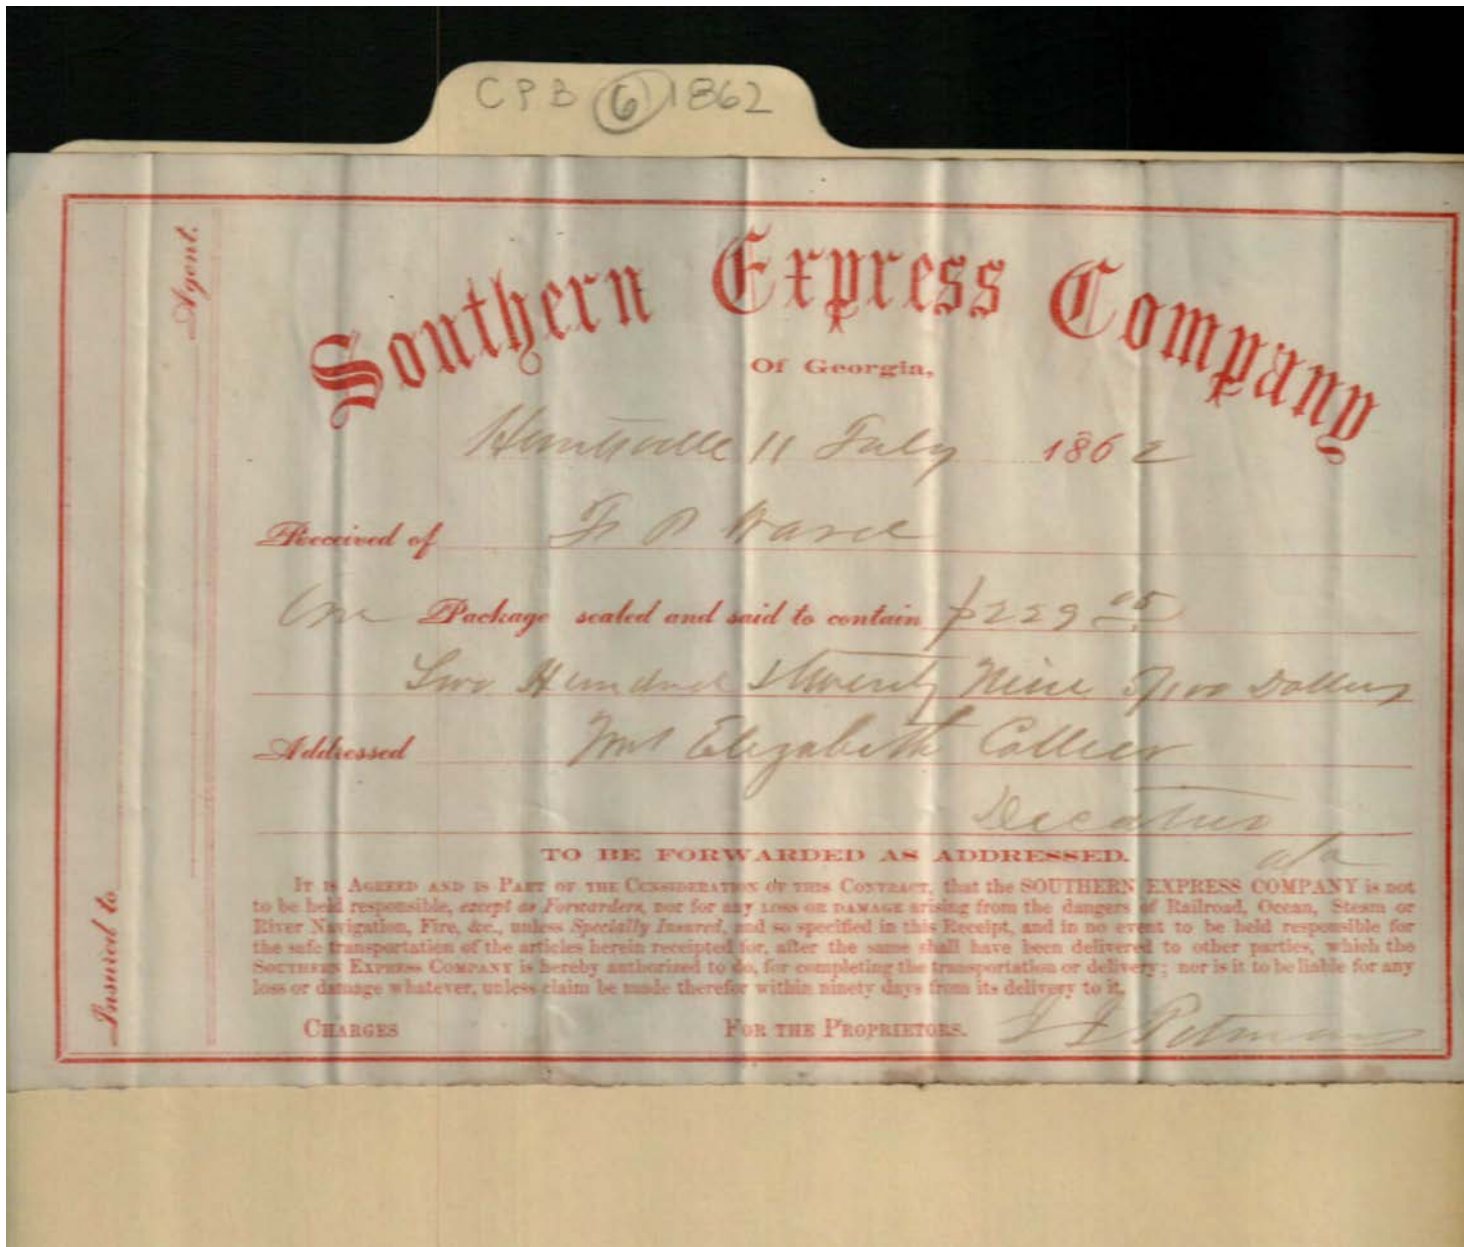 CPB 6 1862
Agent.
Insured to
Southern Express Company
Of Georgia,
Huntsville 11 July 1862
Received of F P Ward
One Package sealed and said to contain $229 05
Two Hundred & twenty Nine 5/100 Dollars
Addressed Mrs Elizabeth Collier
Decatur
ala
TO BE FORWARDED AS ADDRESSED.
IT IS AGREED AND IS PART OF THE CONSIDERATION OF THIS CONTRACT, that the SOUTHERN EXPRESS COMPANY is not
to be held responsible, except as Forwarders, nor for any LOSS OR DAMAGE arising from the dangers of Railroad, Ocean, Steam or
River Navigation, Fire, &c., unless Specially Insured, and so specified in this Receipt, and in no event to be held responsible for
the safe transportation of the articles herein receipted for, after the same shall have been delivered to other parties, which the
SOUTHERN EXPRESS COMPANY is hereby authorized to do, for completing the transportation or delivery; nor is it to be liable for any
loss or damage whatever, unless claim be made therefor within ninety days from its delivery to it.
CHARGES FOR THE PROPRIETORS.